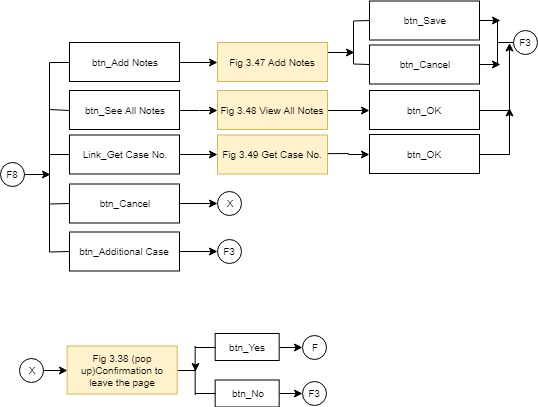 btn_Save
F3
btn_Add Notes
Fig 3.47 Add Notes
btn_Cancel
btn_See All Notes
Fig 3.48 View All Notes
btn_OK
Link_Get Case No.
Fig 3.49 Get Case No.
btn_OK
F8
btn_Cancel
X
btn_Additional Case
F3
btn_Yes
F
X
Fig 3.38 (pop
up)Confirmation to
leave the page
btn_No
F3